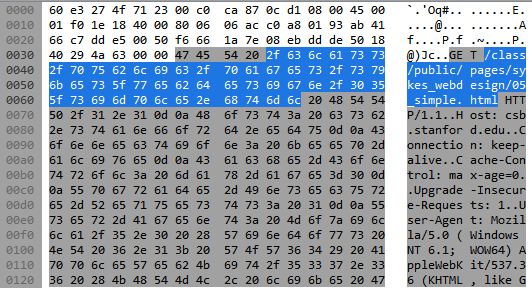 0000 60 e3 27 4f 71 23 00 c0 ca 87 0c d1 08 00 45 00 `.'Oq#.. ......E.
0010 01 f0 1e 18 40 00 80 06 06 ac c0 a8 01 93 ab 41 ....@... .......A
0020 66 c7 dd e5 00 50 f6 66 1a 7e 08 eb dd de 50 18 f....P.f .~....P.
0030 40 29 4a 63 00 00 47 45 54 20 2f 63 6c 61 73 73 @)Jc..GE T /class
0040 2f 70 75 62 6c 69 63 2f 70 61 67 65 73 2f 73 79 /public/ pages/sy
0050 6b 65 73 5f 77 65 62 64 65 73 69 67 6e 2f 30 35 kes_webd esign/05
0060 5f 73 69 6d 70 6c 65 2e 68 74 6d 6c 20 48 54 54 _simple. html HTT
0070 50 2f 31 2e 31 0d 0a 48 6f 73 74 3a 20 63 73 62 P/1.1..H ost: csb
0080 2e 73 74 61 6e 66 6f 72 64 2e 65 64 75 0d 0a 43 .stanfor d.edu..C
0090 6f 6e 6e 65 63 74 69 6f 6e 3a 20 6b 65 65 70 2d onnectio n: keep-
00a0 61 6c 69 76 65 0d 0a 43 61 63 68 65 2d 43 6f 6e alive..C ache-Con
00b0 74 72 6f 6c 3a 20 6d 61 78 2d 61 67 65 3d 30 0d trol: ma x-age=0.
00c0 0a 55 70 67 72 61 64 65 2d 49 6e 73 65 63 75 72 .Upgrade -Insecur
00d0 65 2d 52 65 71 75 65 73 74 73 3a 20 31 0d 0a 55 e-Reques ts: 1..U
00e0 73 65 72 2d 41 67 65 6e 74 3a 20 4d 6f 7a 69 6c ser-Agen t: Mozil
00f0 6c 61 2f 35 2e 30 20 28 57 69 6e 64 6f 77 73 20 la/5.0 ( Windows
0100 4e 54 20 36 2e 31 3b 20 57 4f 57 36 34 29 20 41 NT 6.1; WOW64) A
0110 70 70 6c 65 57 65 62 4b 69 74 2f 35 33 37 2e 33 ppleWebK it/537.3
0120 36 20 28 4b 48 54 4d 4c 2c 20 6c 69 6b 65 20 47 6 (KHTML , like G